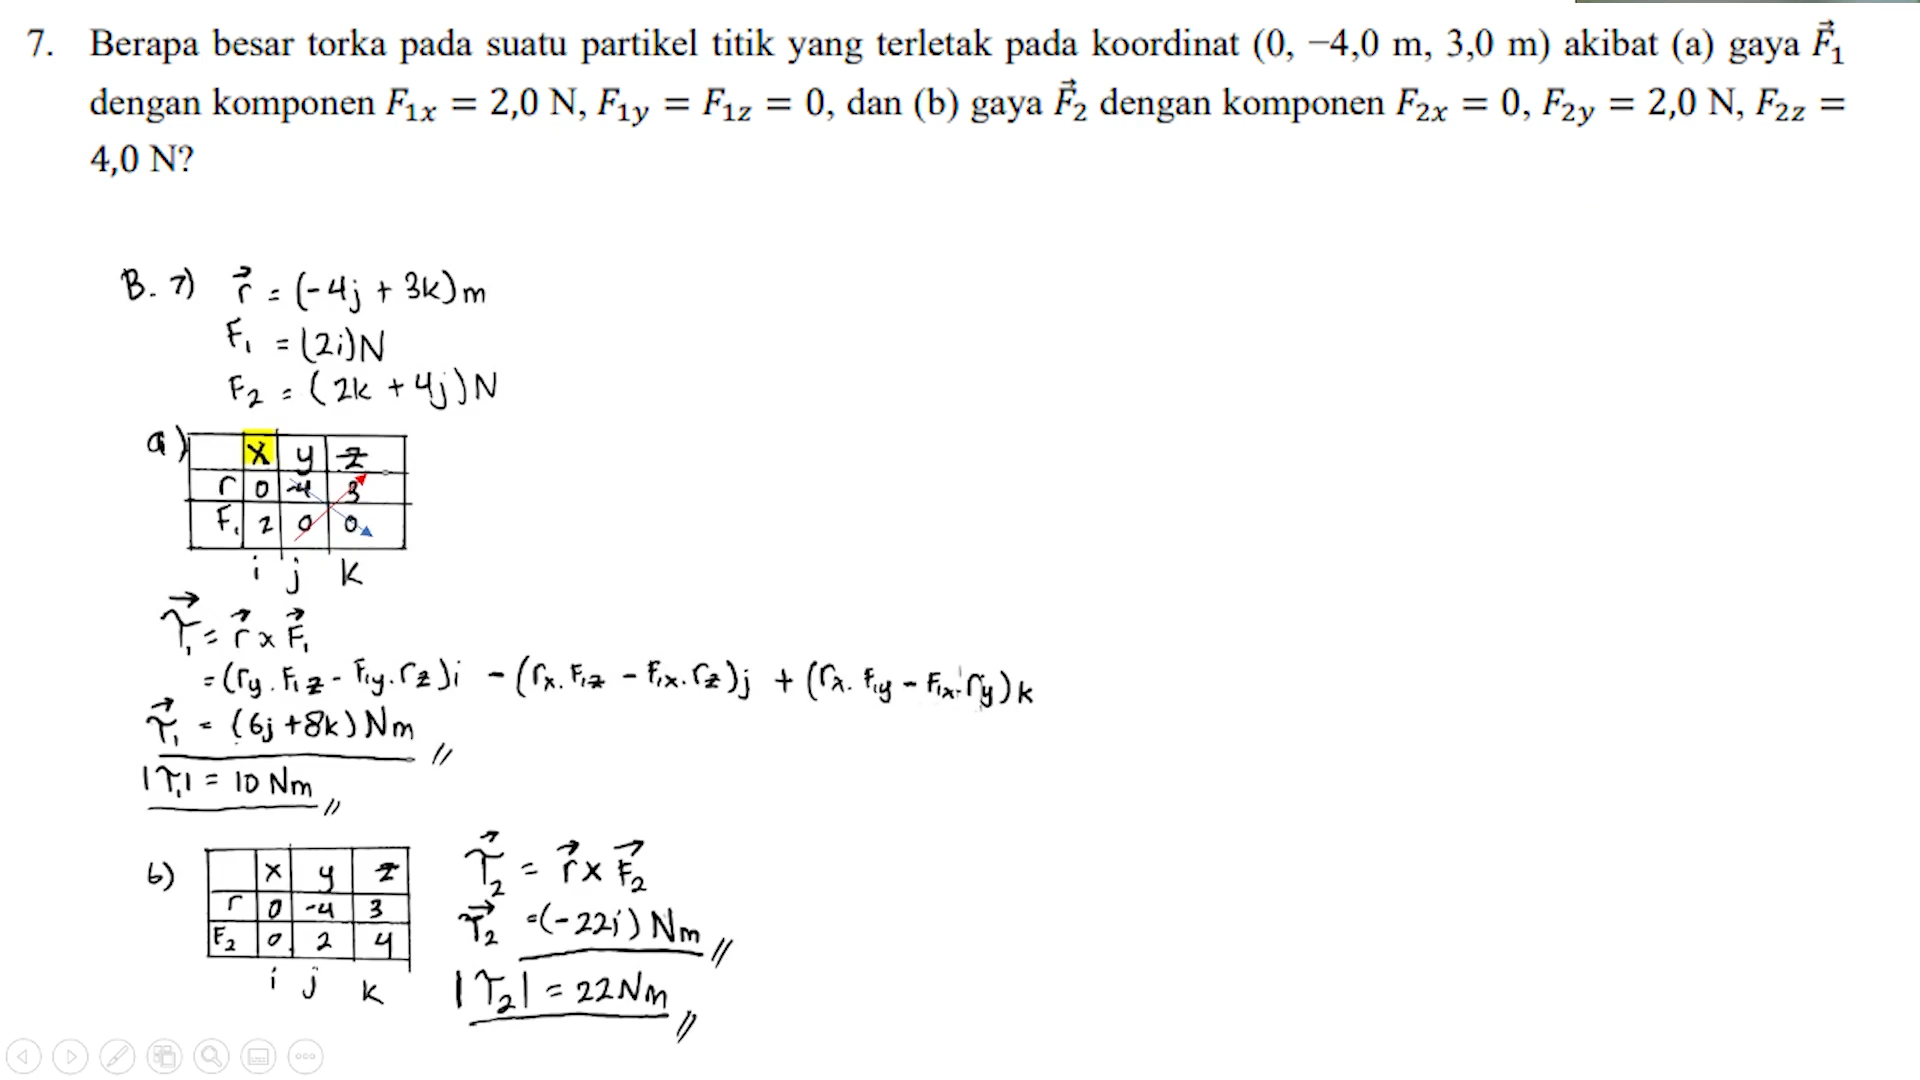 7. Berapa besar torka pada suatu partikel titik yang terletak pada koordinat (0, −4,0 m, 3,0 m) akibat (a) gaya F⃗₁
dengan komponen F₁ₓ = 2,0 N, F₁y = F₁z = 0, dan (b) gaya F⃗₂ dengan komponen F₂ₓ = 0, F₂y = 2,0 N, F₂z =
4,0 N?
B. 7) r⃗ = (-4j + 3k)m
F₁ = (2i)N
F₂ = (2k + 4j)N
a)
x y z
r 0 -4 3
F₁ 2 0 0
i j k
τ⃗₁ = r⃗ x F⃗₁
= (ry. F₁z - F₁y. rz)i - (rx. F₁z - F₁x. rz)j + (rx. F₁y - F₁x. ry)k
τ⃗₁ = (6j + 8k) Nm //
|τ₁| = 10 Nm //
b)
x y z
r 0 -4 3
F₂ 0 2 4
i j k
τ⃗₂ = r⃗ x F⃗₂
τ⃗₂ = (-22i) Nm //
|τ₂| = 22 Nm //